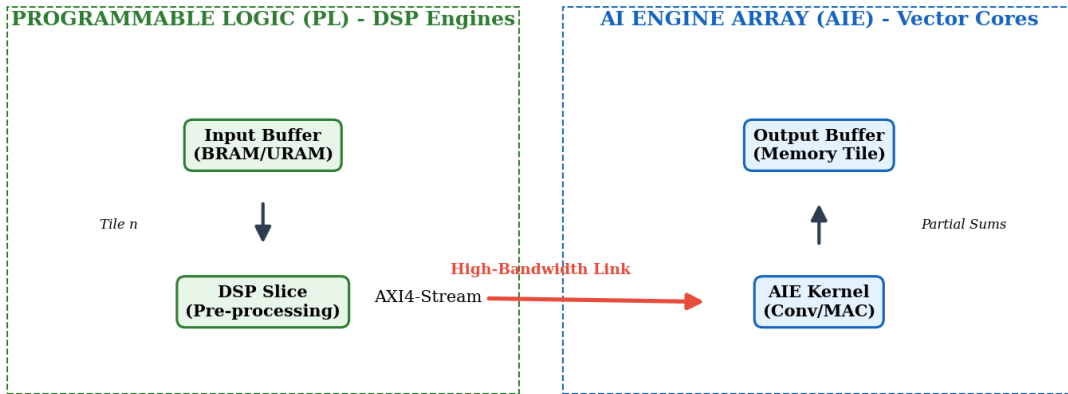 PROGRAMMABLE LOGIC (PL) - DSP Engines
Input Buffer
(BRAM/URAM)
Tile n
DSP Slice
(Pre-processing)
High-Bandwidth Link
AXI4-Stream
AI ENGINE ARRAY (AIE) - Vector Cores
Output Buffer
(Memory Tile)
Partial Sums
AIE Kernel
(Conv/MAC)